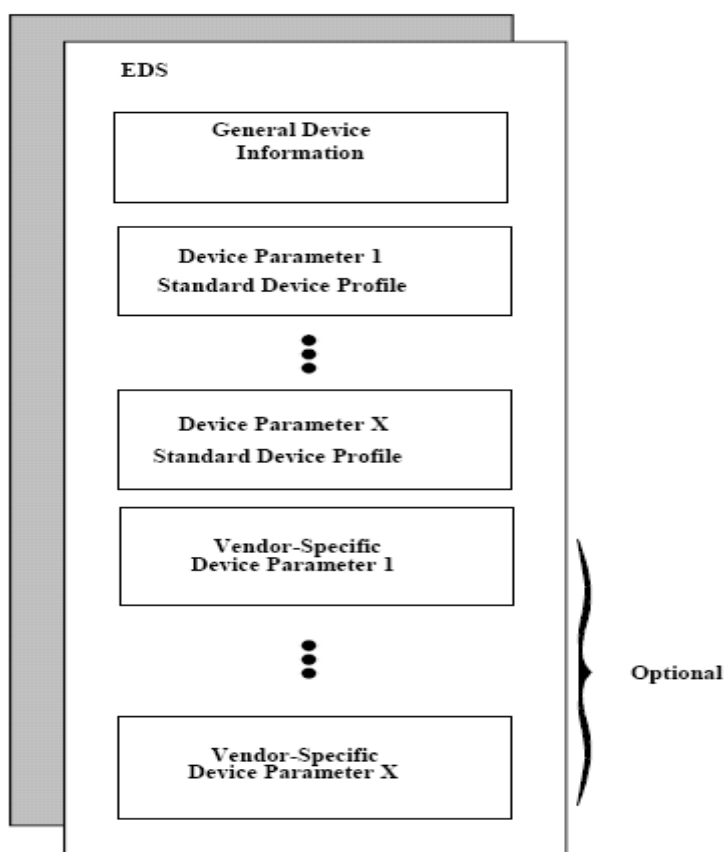 EDS
General Device
Information
Device Parameter 1
Standard Device Profile
Device Parameter X
Standard Device Profile
Vendor-Specific
Device Parameter 1
Optional
Vendor-Specific
Device Parameter X